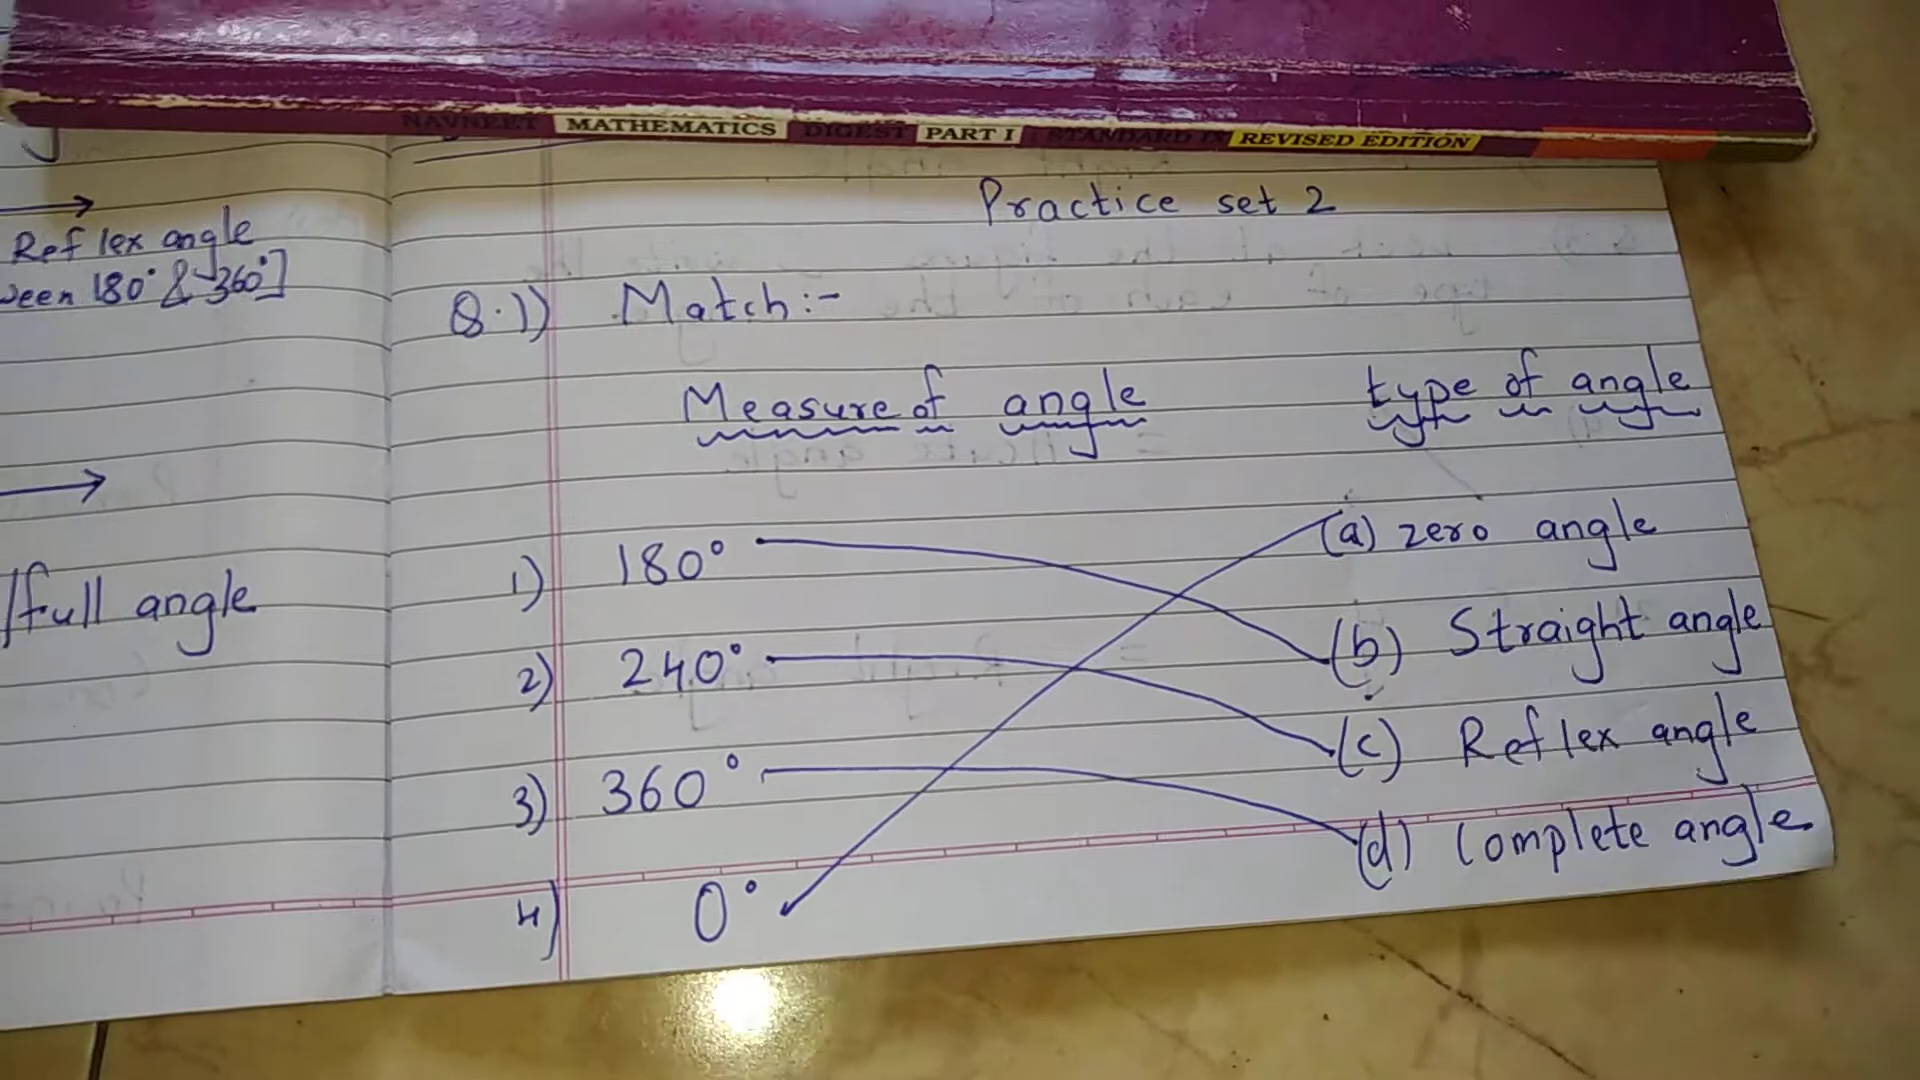 NAVNEET MATHEMATICS DIGEST PART I : STANDARD IX REVISED EDITION
Reflex angle
ween 180° & 360°]
/full angle
Practice set 2
Q.1) Match:-
Measure of angle type of angle
1) 180° (a) zero angle
2) 240° (b) Straight angle
3) 360° (c) Reflex angle
4) 0° (d) Complete angle